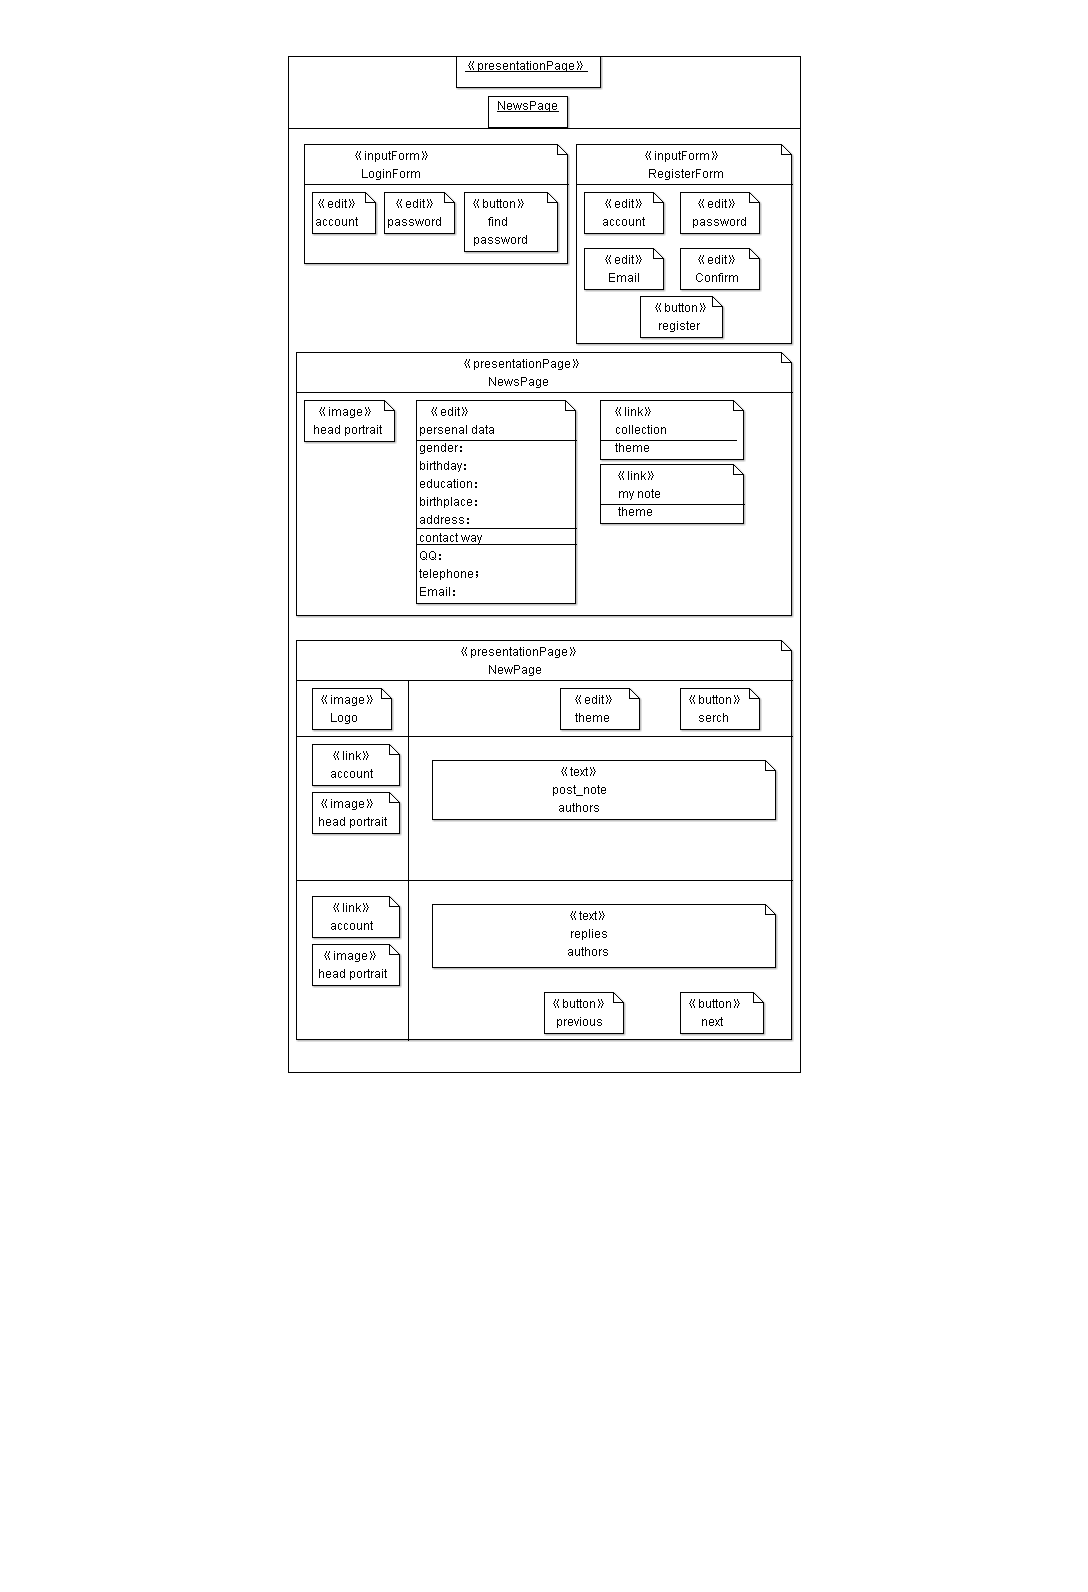 《presentationPage》
NewsPage
《inputForm》
LoginForm
《edit》
account
《edit》
password
《button》
find
password
《inputForm》
RegisterForm
《edit》
account
《edit》
password
《edit》
Email
《edit》
Confirm
《button》
register
《presentationPage》
NewsPage
《image》
head portrait
《edit》
persenal data
gender：
birthday：
education：
birthplace：
address：
contact way
QQ：
telephone；
Email：
《link》
collection
theme
《link》
my note
theme
《presentationPage》
NewPage
《image》
Logo
《edit》
theme
《button》
serch
《link》
account
《image》
head portrait
《text》
post_note
authors
《link》
account
《image》
head portrait
《text》
replies
authors
《button》
previous
《button》
next